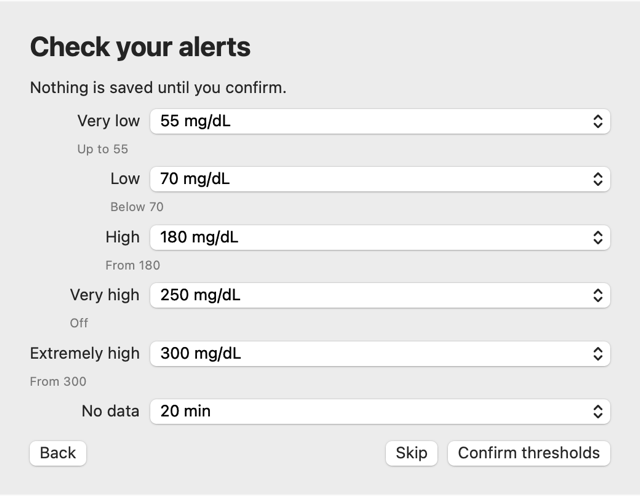 Check your alerts
Nothing is saved until you confirm.
Very low 55 mg/dL
Up to 55
Low 70 mg/dL
Below 70
High 180 mg/dL
From 180
Very high 250 mg/dL
Off
Extremely high 300 mg/dL
From 300
No data 20 min
Back Skip Confirm thresholds